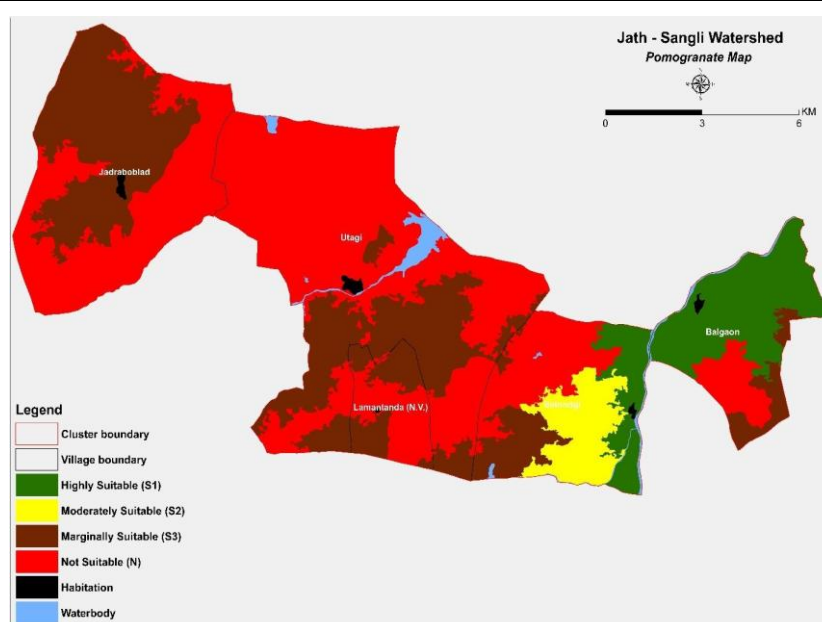 Jath - Sangli Watershed
Pomogranate Map
KM
0 3 6
Jadraboblad
Utagi
Balgaon
Lamanlanda (N.V.)
Legend
Cluster boundary
Village boundary
Highly Suitable (S1)
Moderately Suitable (S2)
Marginally Suitable (S3)
Not Suitable (N)
Habitation
Waterbody